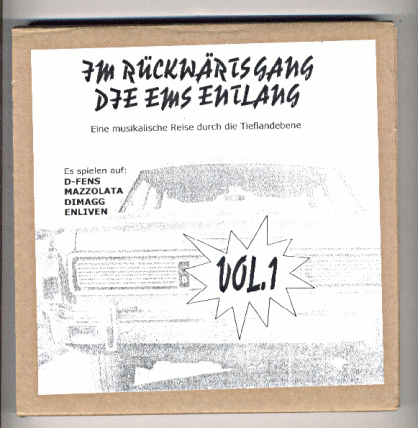 IM RÜCKWÄRTSGANG
DIE EMS ENTLANG
Eine musikalische Reise durch die Tieflandebene
Es spielen auf:
D-FENS
MAZZOLATA
DIMAGG
ENLIVEN
VOL.1